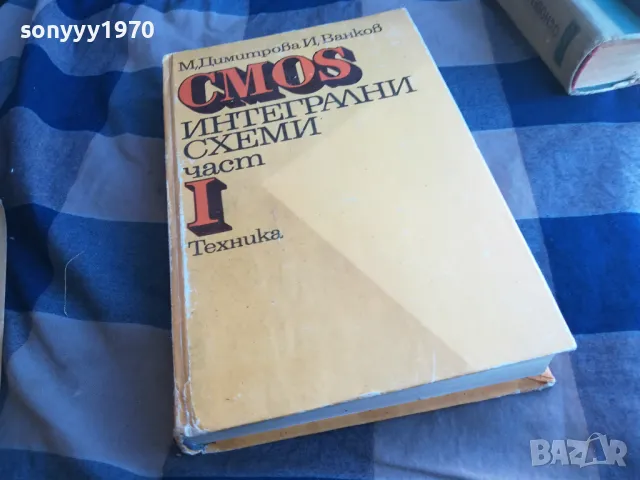 sonyyy1970
М. Димитрова И. Ванков
CMOS
ИНТЕГРАЛНИ
СХЕМИ
част
I
Техника
BAZAR